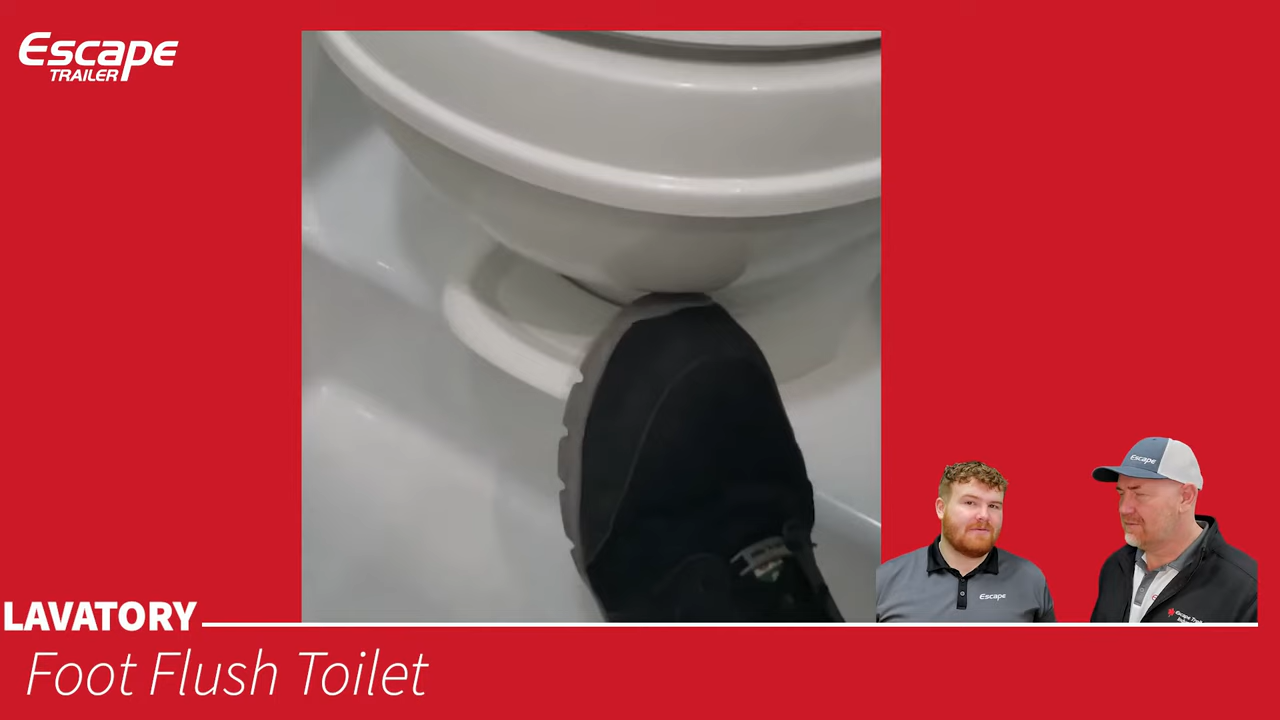 Escape
TRAILER
Escape
Escape
LAVATORY
Foot Flush Toilet